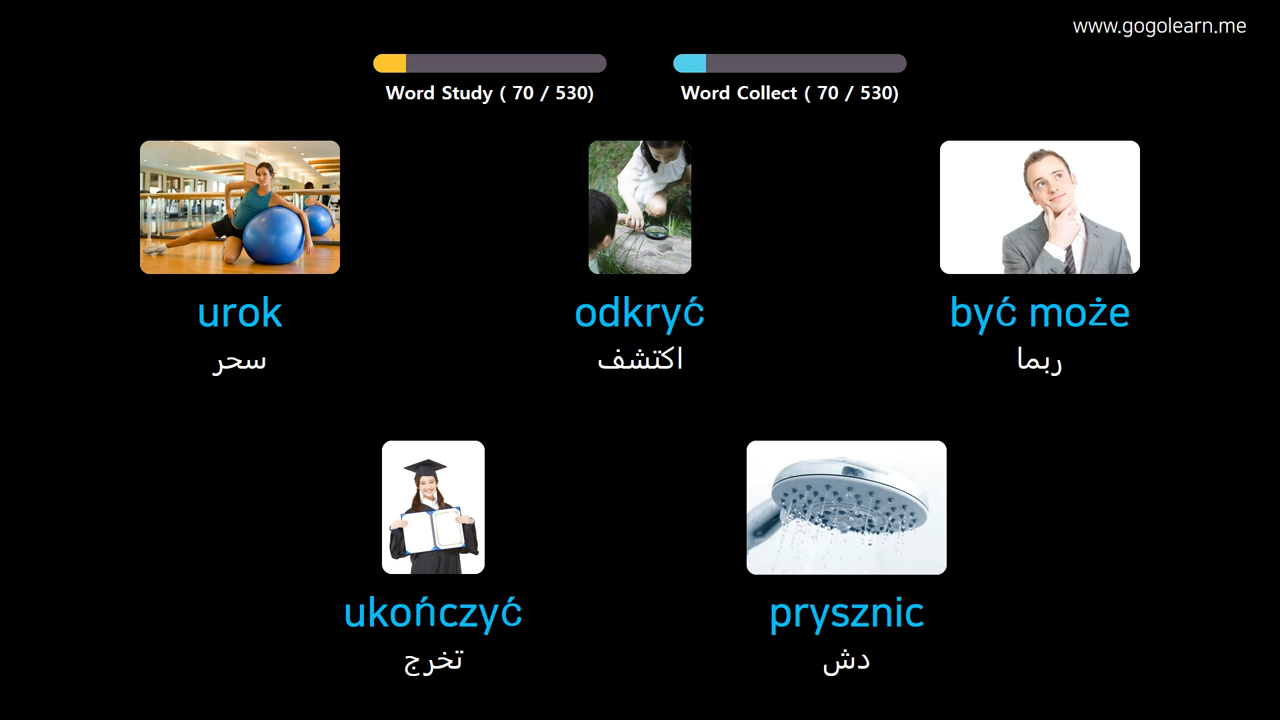 www.gogolearn.me
Word Study ( 70 / 530)
Word Collect ( 70 / 530)
urok
سحر
odkryć
اكتشف
być może
ربما
ukończyć
تخرج
prysznic
دش